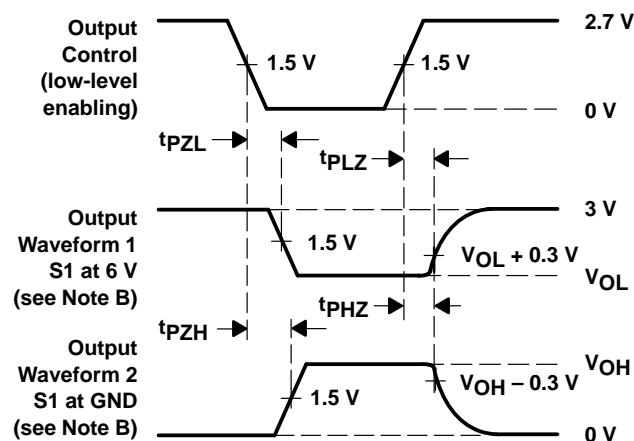 Output
Control
(low-level
enabling)
1.5 V
1.5 V
2.7 V
0 V
tPZL
tPLZ
Output
Waveform 1
S1 at 6 V
(see Note B)
1.5 V
3 V
VOL + 0.3 V
VOL
tPZH
tPHZ
Output
Waveform 2
S1 at GND
(see Note B)
1.5 V
VOH
VOH – 0.3 V
0 V